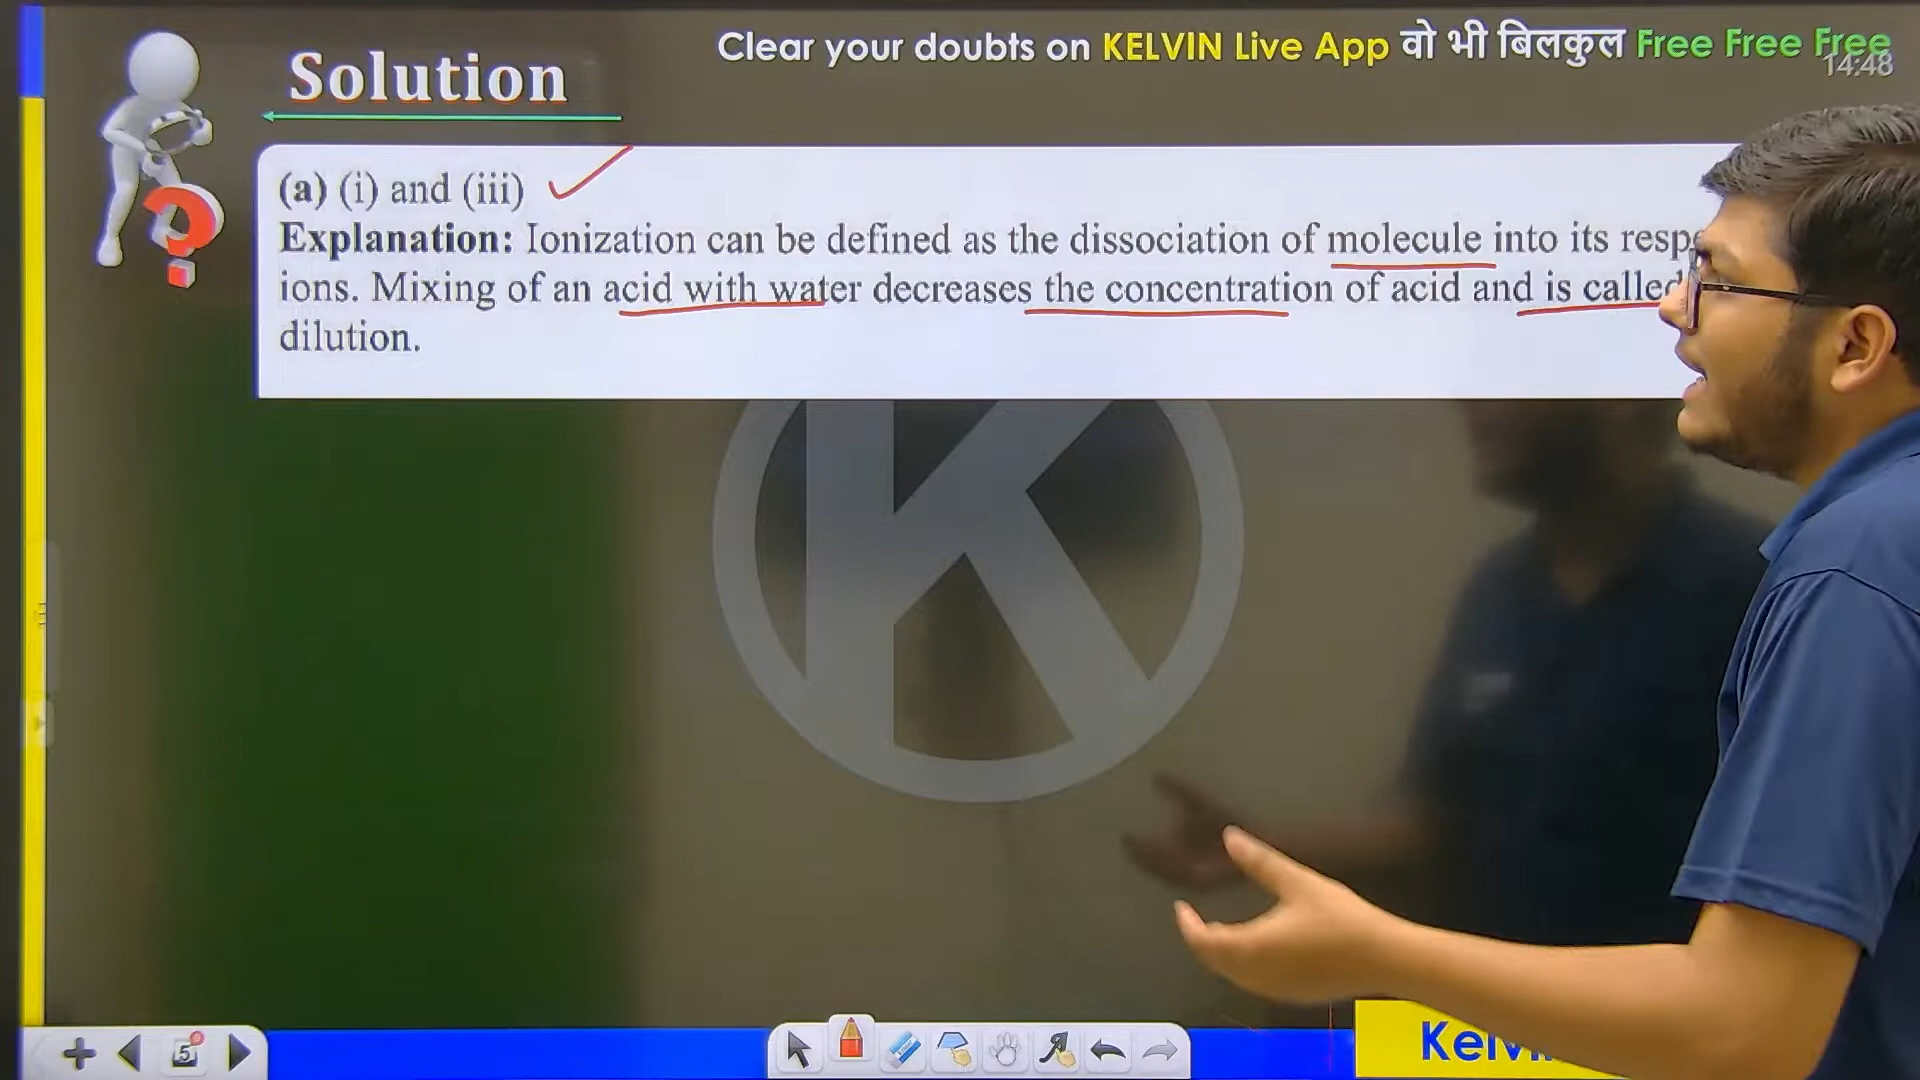 Clear your doubts on KELVIN Live App वो भी बिलकुल Free Free Free
14:48
Solution
(a) (i) and (iii)
Explanation: Ionization can be defined as the dissociation of molecule into its
ions. Mixing of an acid with water decreases the concentration of acid and is called
dilution.
K
5